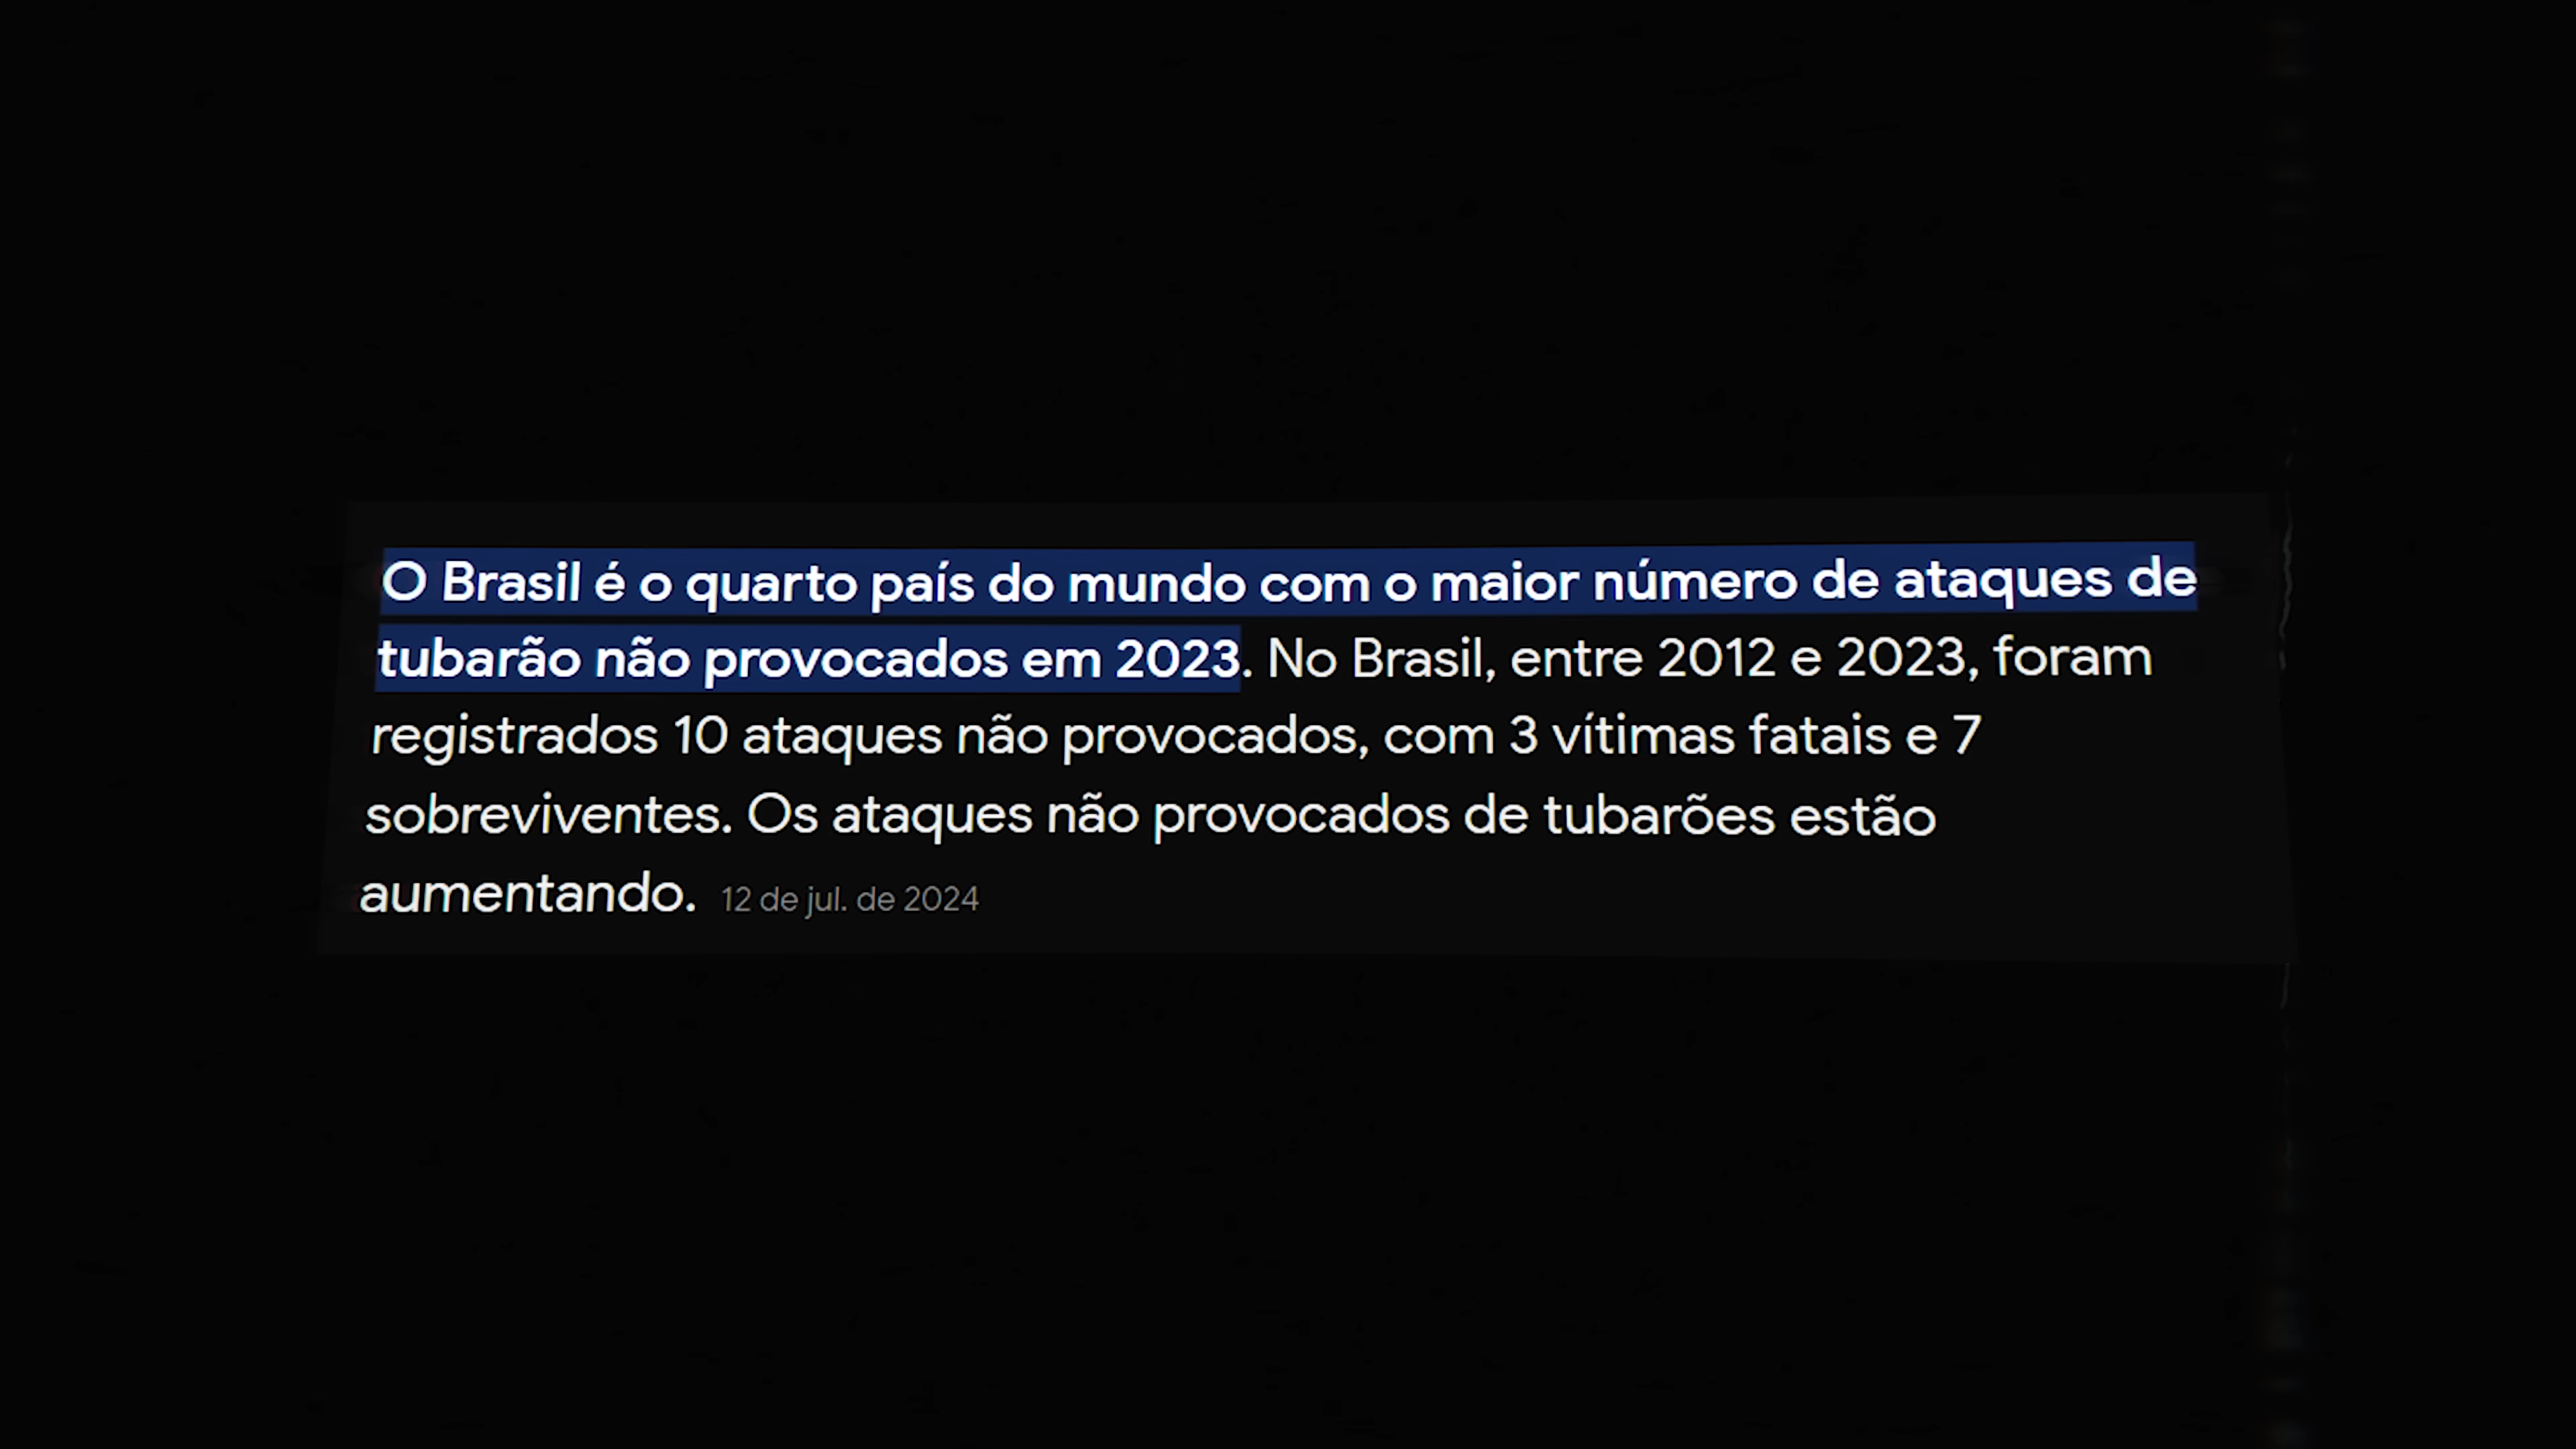 O Brasil é o quarto país do mundo com o maior número de ataques de
tubarão não provocados em 2023. No Brasil, entre 2012 e 2023, foram
registrados 10 ataques não provocados, com 3 vítimas fatais e 7
sobreviventes. Os ataques não provocados de tubarões estão
aumentando. 12 de jul. de 2024